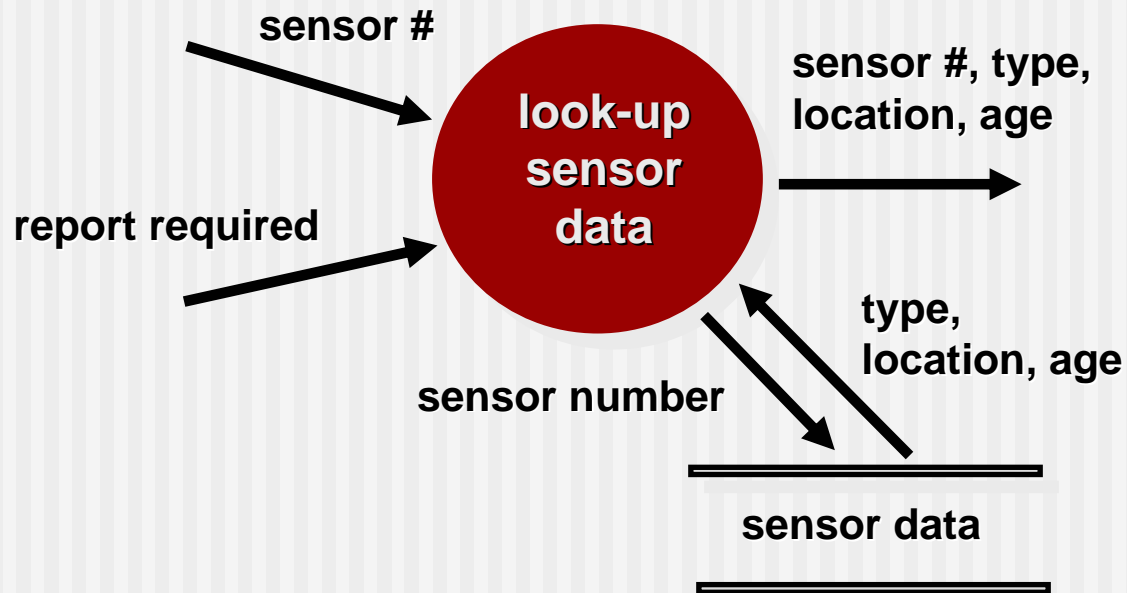 sensor #
look-up
sensor
data
sensor #, type,
location, age
report required
type,
location, age
sensor number
sensor data